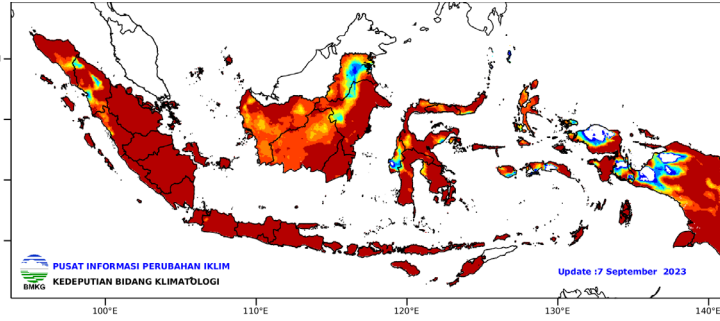 PUSAT INFORMASI PERUBAHAN IKLIM
KEDEPUTIAN BIDANG KLIMATOLOGI
BMKG
Update :7 September 2023
100°E 110°E 120°E 130°E 140°E